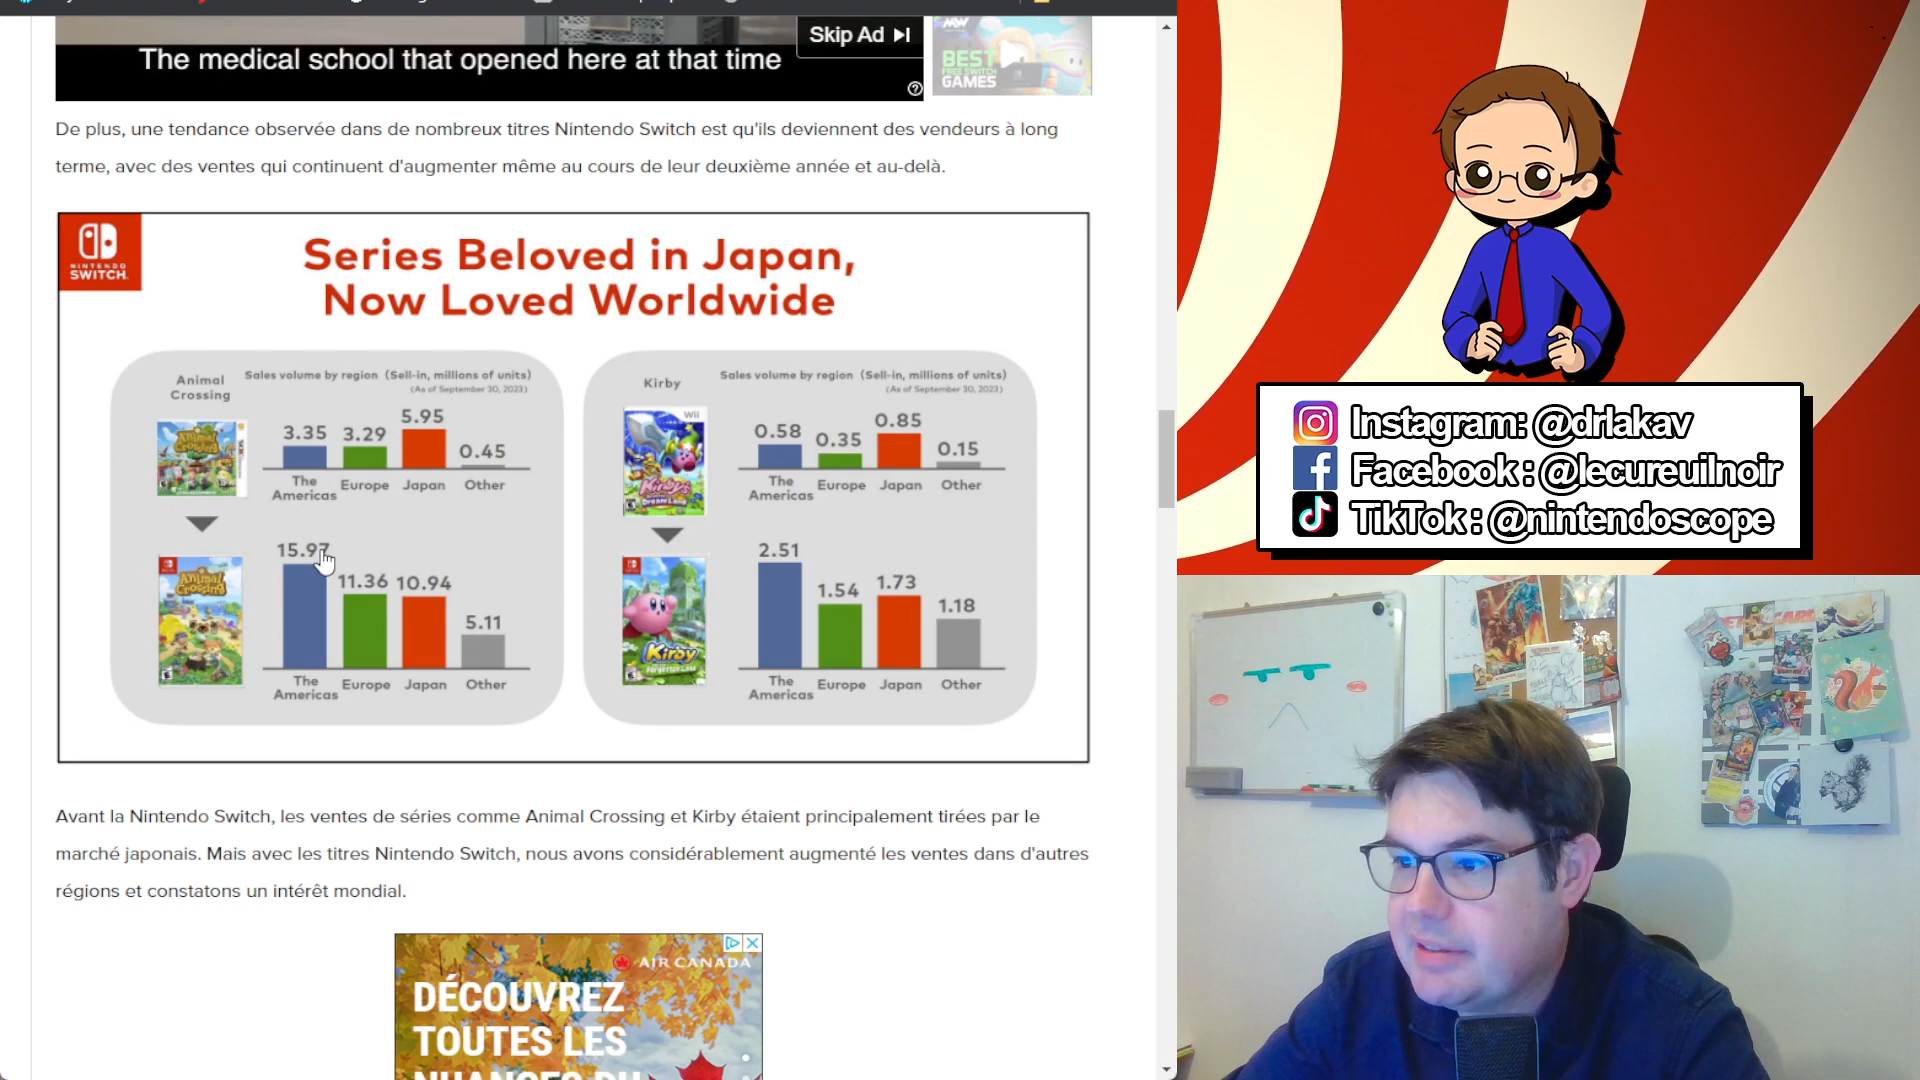 The medical school that opened here at that time
Skip Ad
BEST
FREE SWITCH
GAMES
De plus, une tendance observée dans de nombreux titres Nintendo Switch est qu'ils deviennent des vendeurs à long
terme, avec des ventes qui continuent d'augmenter même au cours de leur deuxième année et au-delà.
NINTENDO
SWITCH.
Series Beloved in Japan,
Now Loved Worldwide
Animal
Crossing
Sales volume by region (Sell-in, millions of units)
(As of September 30, 2023)
3.35
3.29
5.95
0.45
The
Americas
Europe
Japan
Other
Animal
Crossing
15.97
11.36
10.94
5.11
The
Americas
Europe
Japan
Other
Kirby
Sales volume by region (Sell-in, millions of units)
(As of September 30, 2023)
Wii
Kirby's
0.58
0.35
0.85
0.15
The
Americas
Europe
Japan
Other
Kirby
2.51
1.54
1.73
1.18
The
Americas
Europe
Japan
Other
Avant la Nintendo Switch, les ventes de séries comme Animal Crossing et Kirby étaient principalement tirées par le
marché japonais. Mais avec les titres Nintendo Switch, nous avons considérablement augmenté les ventes dans d'autres
régions et constatons un intérêt mondial.
AIR CANADA
DÉCOUVREZ
TOUTES LES
NUANCES DU
Instagram: @drlakav
Facebook : @lecureuilnoir
TikTok : @nintendoscope